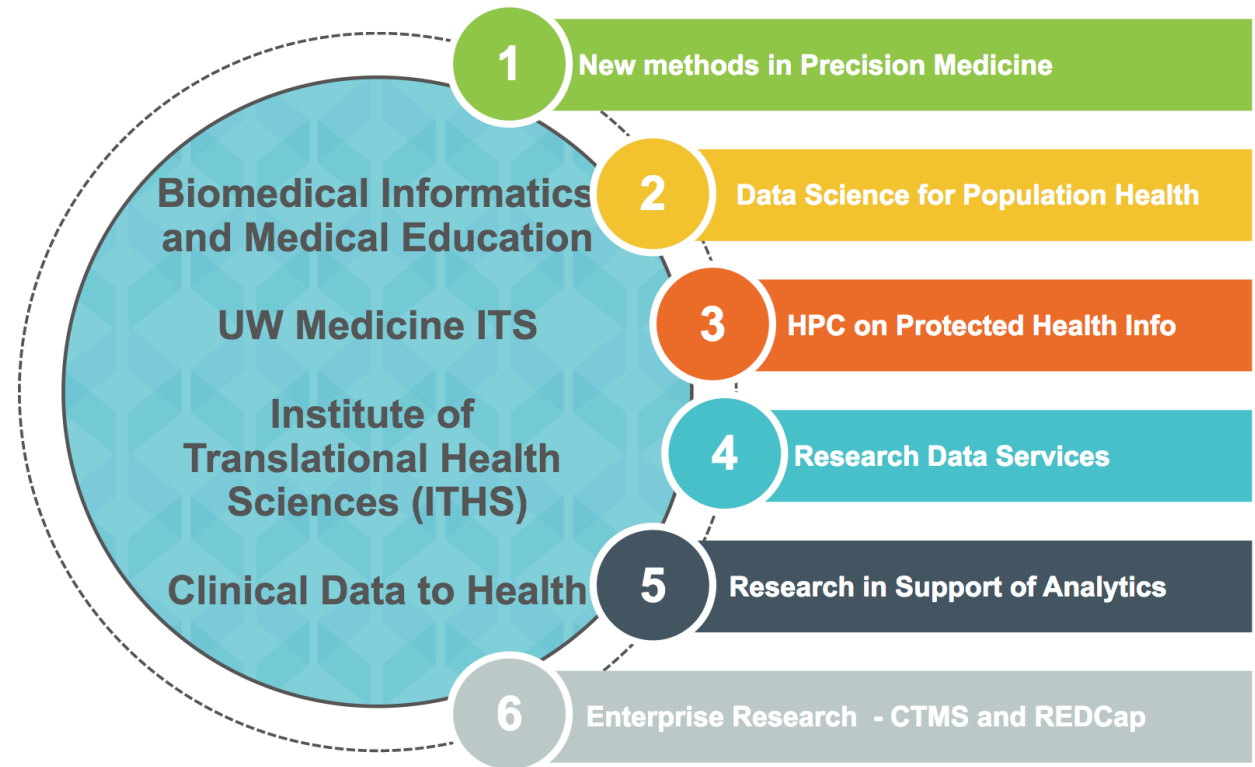 1
New methods in Precision Medicine
2
Data Science for Population Health
3
HPC on Protected Health Info
4
Research Data Services
5
Research in Support of Analytics
6
Enterprise Research - CTMS and REDCap
Biomedical Informatics
and Medical Education
UW Medicine ITS
Institute of
Translational Health
Sciences (ITHS)
Clinical Data to Health